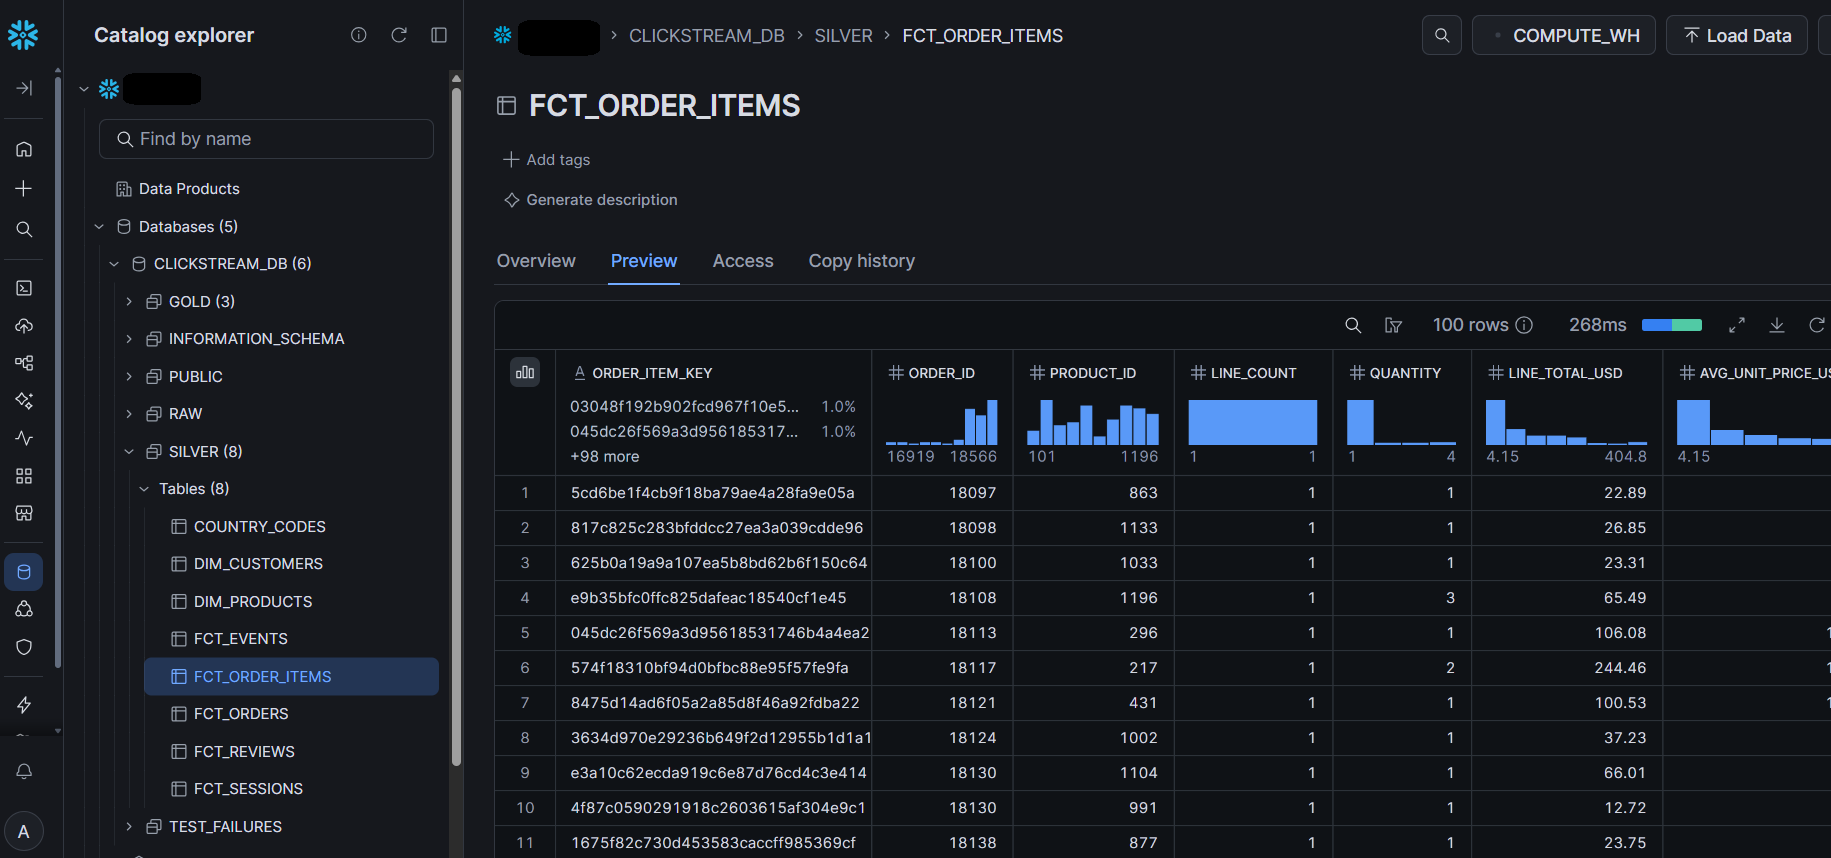 Catalog explorer
Find by name
Data Products
Databases (5)
CLICKSTREAM_DB (6)
GOLD (3)
INFORMATION_SCHEMA
PUBLIC
RAW
SILVER (8)
Tables (8)
COUNTRY_CODES
DIM_CUSTOMERS
DIM_PRODUCTS
FCT_EVENTS
FCT_ORDER_ITEMS
FCT_ORDERS
FCT_REVIEWS
FCT_SESSIONS
TEST_FAILURES
A
CLICKSTREAM_DB > SILVER > FCT_ORDER_ITEMS
COMPUTE_WH
Load Data
FCT_ORDER_ITEMS
Add tags
Generate description
Overview Preview Access Copy history
100 rows 268ms
ORDER_ITEM_KEY ORDER_ID PRODUCT_ID LINE_COUNT QUANTITY LINE_TOTAL_USD AVG_UNIT_PRICE_US
03048f192b902fcd967f10e5... 1.0%
045dc26f569a3d956185317... 1.0%
+98 more 16919 18566 101 1196 1 1 1 4 4.15 404.8 4.15
1 5cd6be1f4cb9f18ba79ae4a28fa9e05a 18097 863 1 1 22.89
2 817c825c283bfddcc27ea3a039cdde96 18098 1133 1 1 26.85
3 625b0a19a9a107ea5b8bd62b6f150c64 18100 1033 1 1 23.31
4 e9b35bfc0ffc825dafeac18540cf1e45 18108 1196 1 3 65.49
5 045dc26f569a3d95618531746b4a4ea2 18113 296 1 1 106.08 1
6 574f18310bf94d0bfbc88e95f57fe9fa 18117 217 1 2 244.46 1
7 8475d14ad6f05a2a85d8f46a92fdba22 18121 431 1 1 100.53 1
8 3634d970e29236b649f2d12955b1d1a1 18124 1002 1 1 37.23
9 e3a10c62ecda919c6e87d76cd4c3e414 18130 1104 1 1 66.01
10 4f87c0590291918c2603615af304e9c1 18130 991 1 1 12.72
11 1675f82c730d453583caccff985369cf 18138 877 1 1 23.75